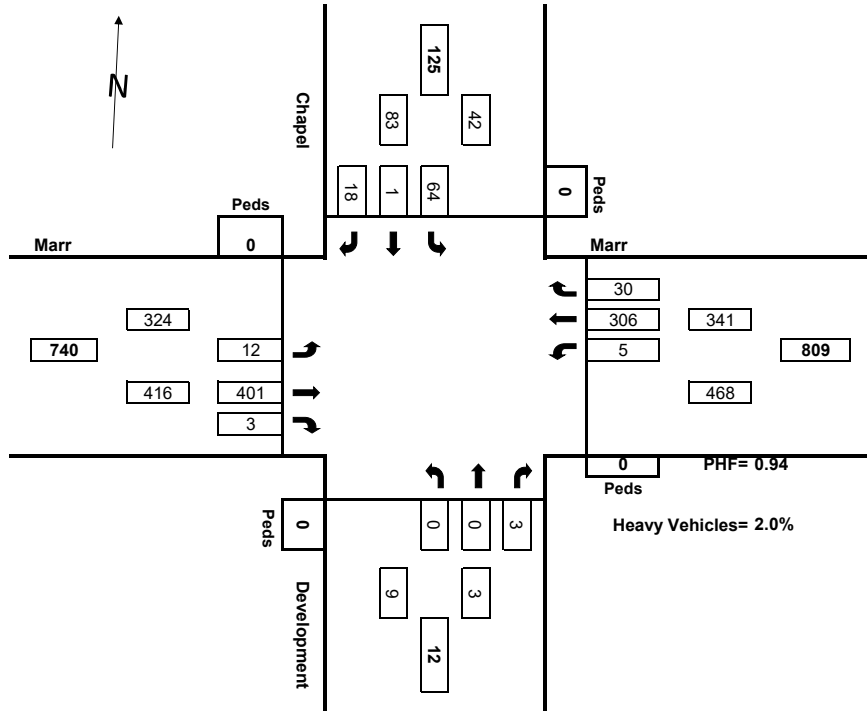 N
Chapel
125
83
42
18
1
64
Peds
0
0
Peds
Marr
Marr
324
740
12
416
401
3
30
306
341
5
809
468
0
PHF= 0.94
Peds
Heavy Vehicles= 2.0%
Peds
0
0
0
3
Development
9
3
12